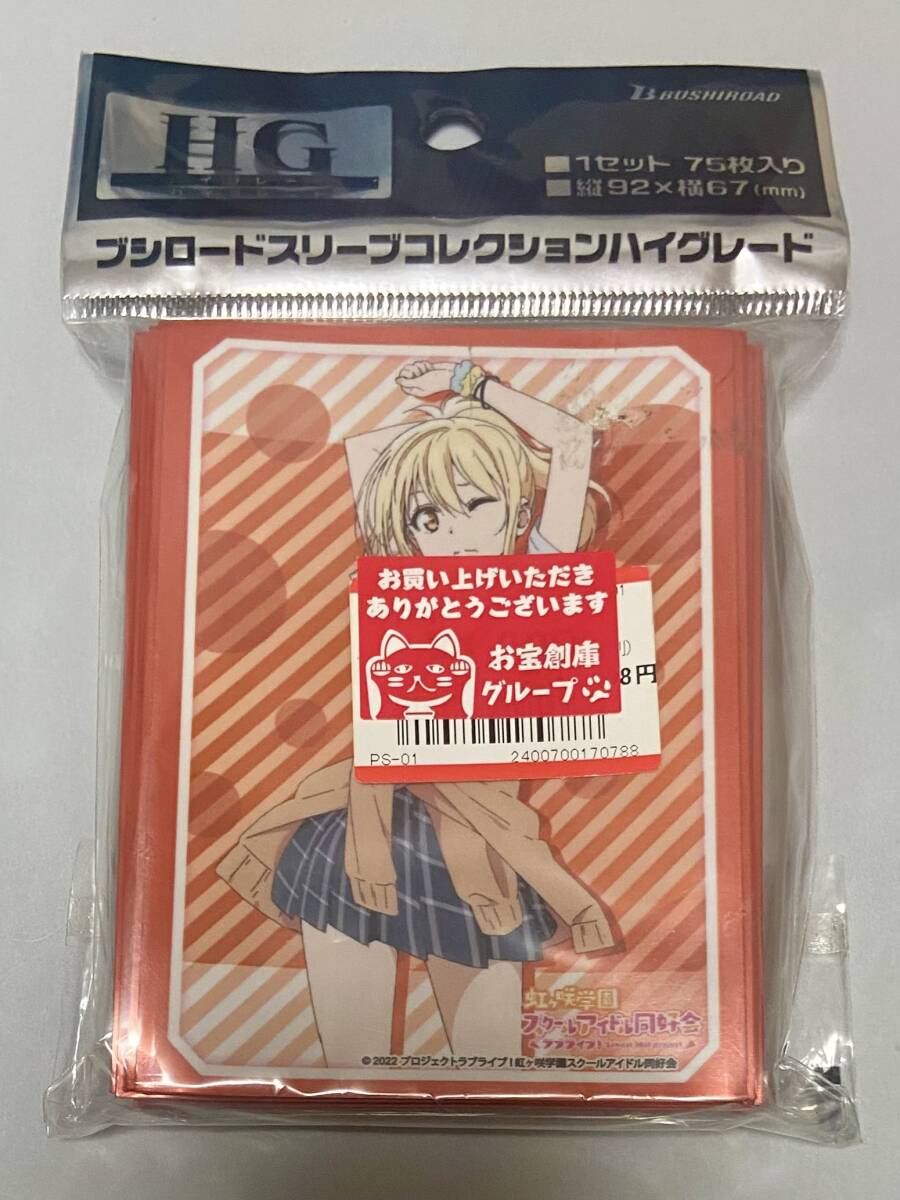 BUSHIROAD
HG
ハイグレード
■1セット 75枚入り
■縦92×横67(mm)
ブシロードスリーブコレクションハイグレード
お買い上げいただき
ありがとうございます
お宝創庫
グループ
8円
PS-01
2400700170788
虹ヶ咲学園
スクールアイドル同好会
ラブライブ!
© 2022 プロジェクトラブライブ!虹ヶ咲学園スクールアイドル同好会